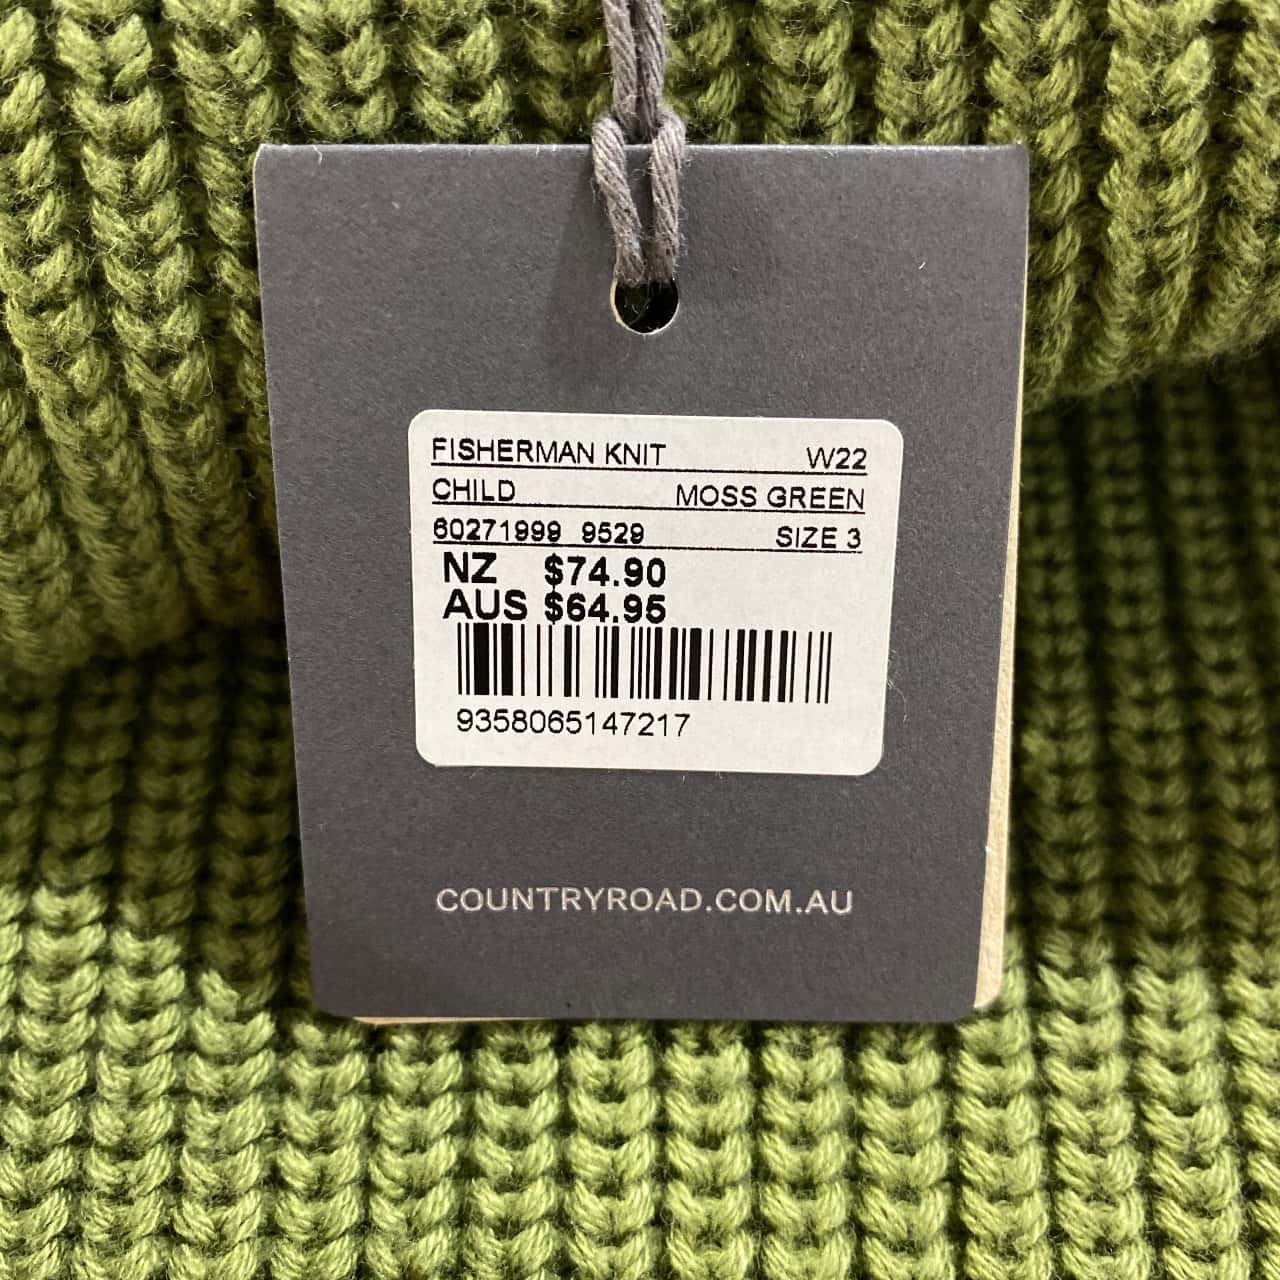 FISHERMAN KNIT W22
CHILD MOSS GREEN
60271999 9529 SIZE 3
NZ $74.90
AUS $64.95
9358065147217
COUNTRYROAD.COM.AU